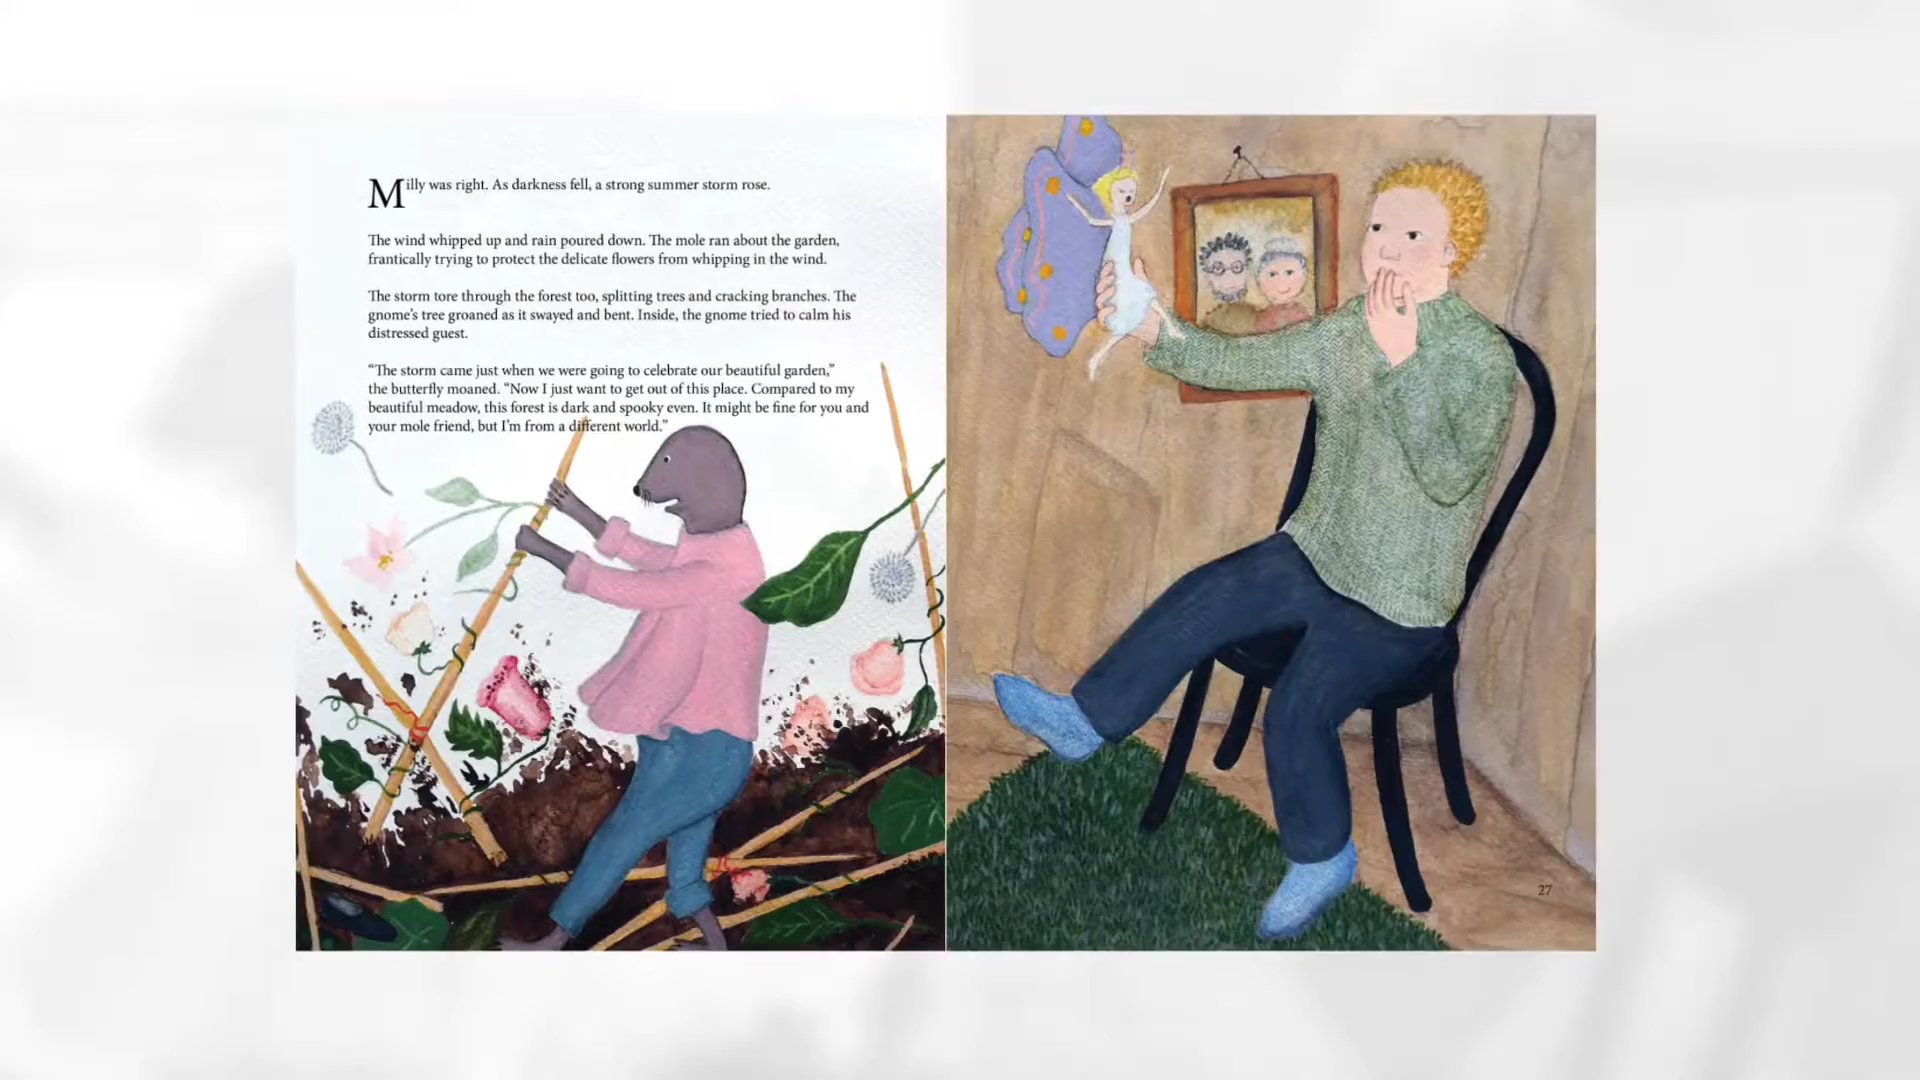 Milly was right. As darkness fell, a strong summer storm rose.
The wind whipped up and rain poured down. The mole ran about the garden,
frantically trying to protect the delicate flowers from whipping in the wind.
The storm tore through the forest too, splitting trees and cracking branches. The
gnome’s tree groaned as it swayed and bent. Inside, the gnome tried to calm his
distressed guest.
“The storm came just when we were going to celebrate our beautiful garden,”
the butterfly moaned. “Now I just want to get out of this place. Compared to my
beautiful meadow, this forest is dark and spooky even. It might be fine for you and
your mole friend, but I’m from a different world.”
27